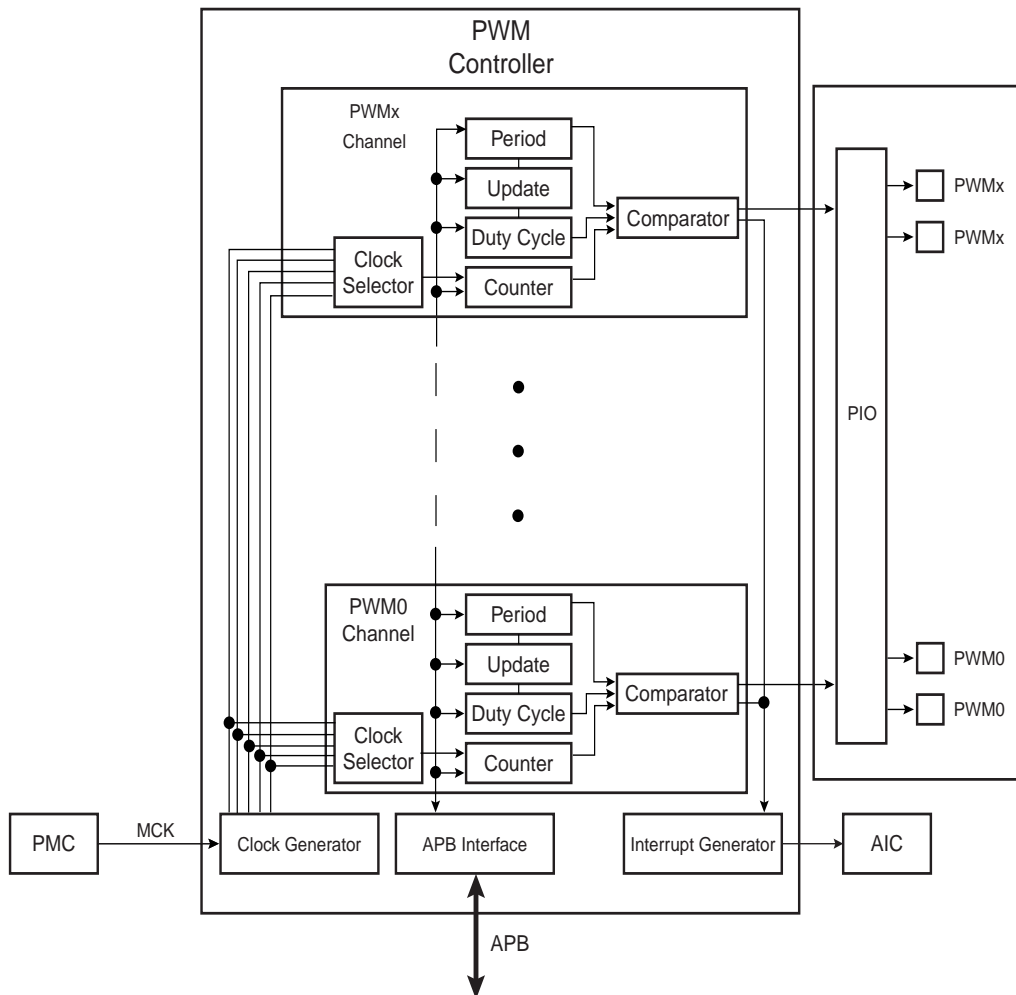 PWM
Controller
PWMx
Channel
Period
Update
Duty Cycle
Comparator
Clock
Selector
Counter
PWMx
PWMx
PIO
PWM0
Channel
Period
Update
Duty Cycle
Comparator
Clock
Selector
Counter
PWM0
PWM0
PMC
MCK
Clock Generator
APB Interface
Interrupt Generator
AIC
APB